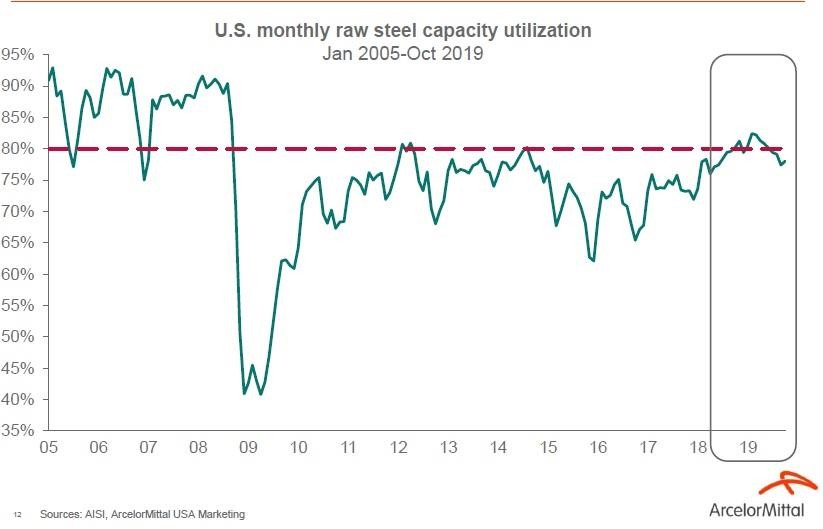 U.S. monthly raw steel capacity utilization
Jan 2005-Oct 2019
95%
90%
85%
80%
75%
70%
65%
60%
55%
50%
45%
40%
35%
05 06 07 08 09 10 11 12 13 14 15 16 17 18 19
12 Sources: AISI, ArcelorMittal USA Marketing
ArcelorMittal